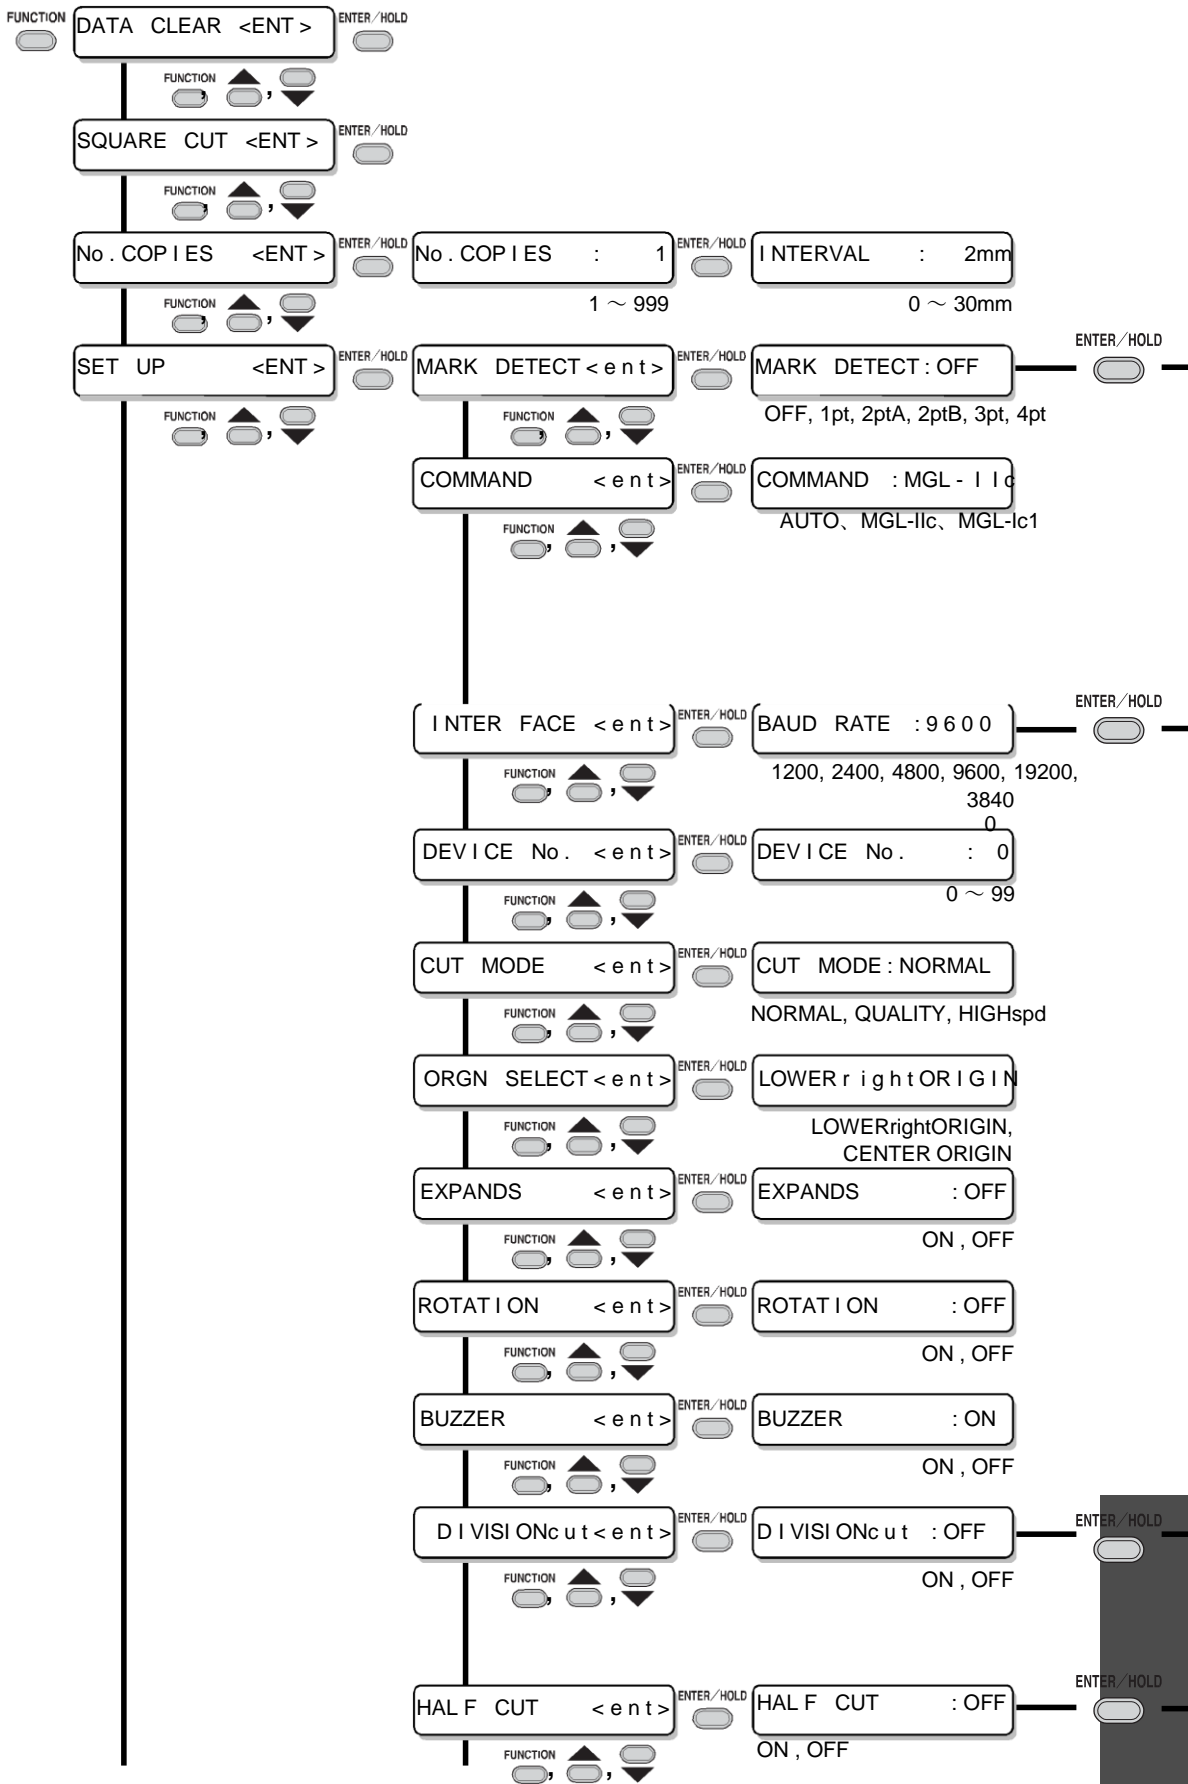 FUNCTION DATA CLEAR <ENT> ENTER/HOLD
FUNCTION , ,
SQUARE CUT <ENT> ENTER/HOLD
FUNCTION , ,
No. COPIES <ENT> ENTER/HOLD No. COPIES : 1 ENTER/HOLD INTERVAL : 2mm
FUNCTION , , 1 ～ 999 0 ～ 30mm
SET UP <ENT> ENTER/HOLD MARK DETECT<ent> ENTER/HOLD MARK DETECT:OFF ENTER/HOLD
FUNCTION , , FUNCTION , , OFF, 1pt, 2ptA, 2ptB, 3pt, 4pt
COMMAND <ent> ENTER/HOLD COMMAND :MGL-IIc
FUNCTION , , AUTO、MGL-IIc、MGL-Ic1
INTER FACE <ent> ENTER/HOLD BAUD RATE :9600 ENTER/HOLD
FUNCTION , , 1200, 2400, 4800, 9600, 19200,
3840
0
DEVICE No. <ent> ENTER/HOLD DEVICE No. : 0
FUNCTION , , 0 ～ 99
CUT MODE <ent> ENTER/HOLD CUT MODE:NORMAL
FUNCTION , , NORMAL, QUALITY, HIGHspd
ORGN SELECT<ent> ENTER/HOLD LOWERrightORIGIN
FUNCTION , , LOWERrightORIGIN,
CENTER ORIGIN
EXPANDS <ent> ENTER/HOLD EXPANDS :OFF
FUNCTION , , ON , OFF
ROTATION <ent> ENTER/HOLD ROTATION :OFF
FUNCTION , , ON , OFF
BUZZER <ent> ENTER/HOLD BUZZER :ON
FUNCTION , , ON , OFF
DIVISIONcut<ent> ENTER/HOLD DIVISIONcut :OFF ENTER/HOLD
FUNCTION , , ON , OFF
HALF CUT <ent> ENTER/HOLD HALF CUT :OFF ENTER/HOLD
FUNCTION , , ON , OFF